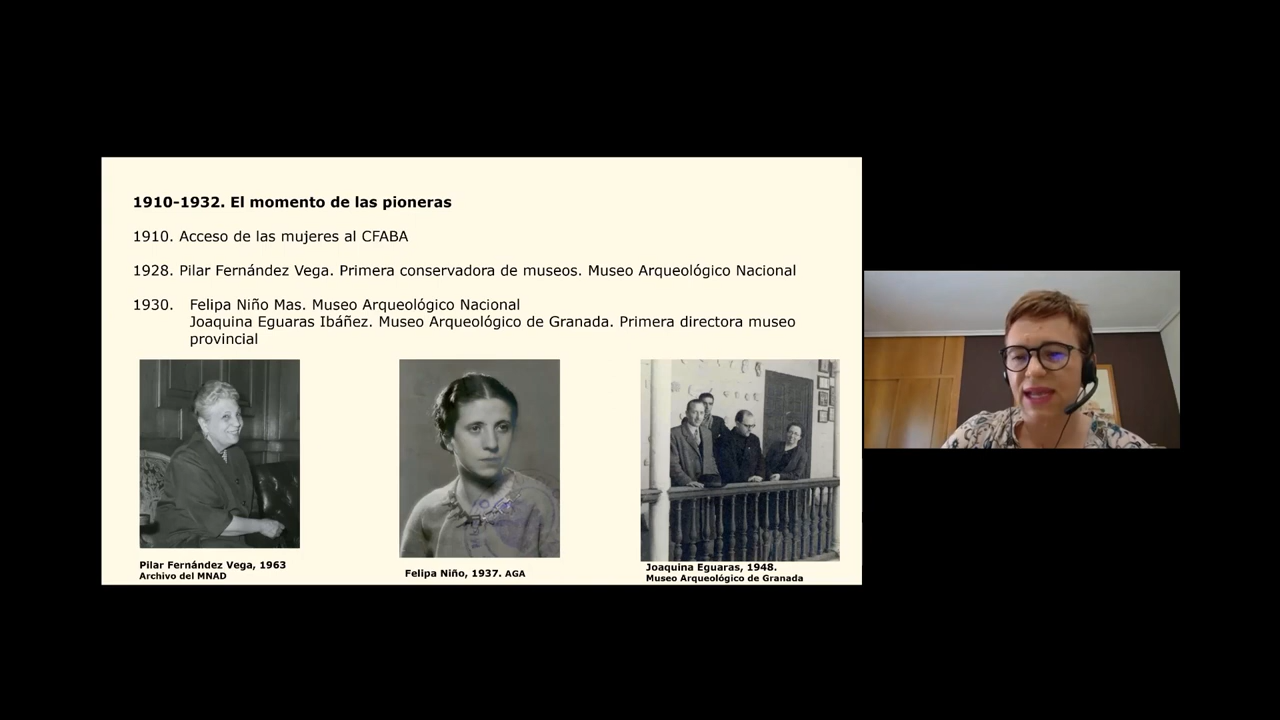 1910-1932. El momento de las pioneras
1910. Acceso de las mujeres al CFABA
1928. Pilar Fernández Vega. Primera conservadora de museos. Museo Arqueológico Nacional
1930. Felipa Niño Mas. Museo Arqueológico Nacional
Joaquina Eguaras Ibáñez. Museo Arqueológico de Granada. Primera directora museo
provincial
Pilar Fernández Vega, 1963
Archivo del MNAD
Felipa Niño, 1937. AGA
Joaquina Eguaras, 1948.
Museo Arqueológico de Granada